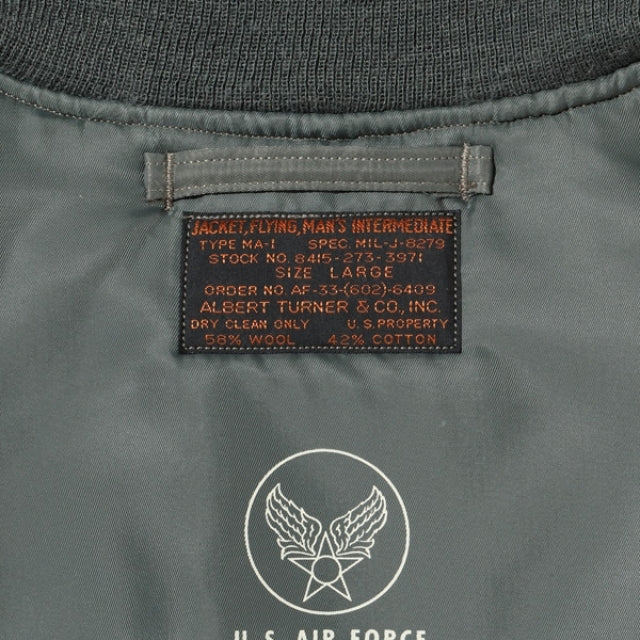 JACKET, FLYING, MAN'S INTERMEDIATE
TYPE MA-1 SPEC. MIL-J-8279
STOCK NO. 8415-273-3971
SIZE LARGE
ORDER NO. AF-33-(602)-6409
ALBERT TURNER & CO., INC.
DRY CLEAN ONLY U.S. PROPERTY
58% WOOL 42% COTTON
U.S. AIR FORCE